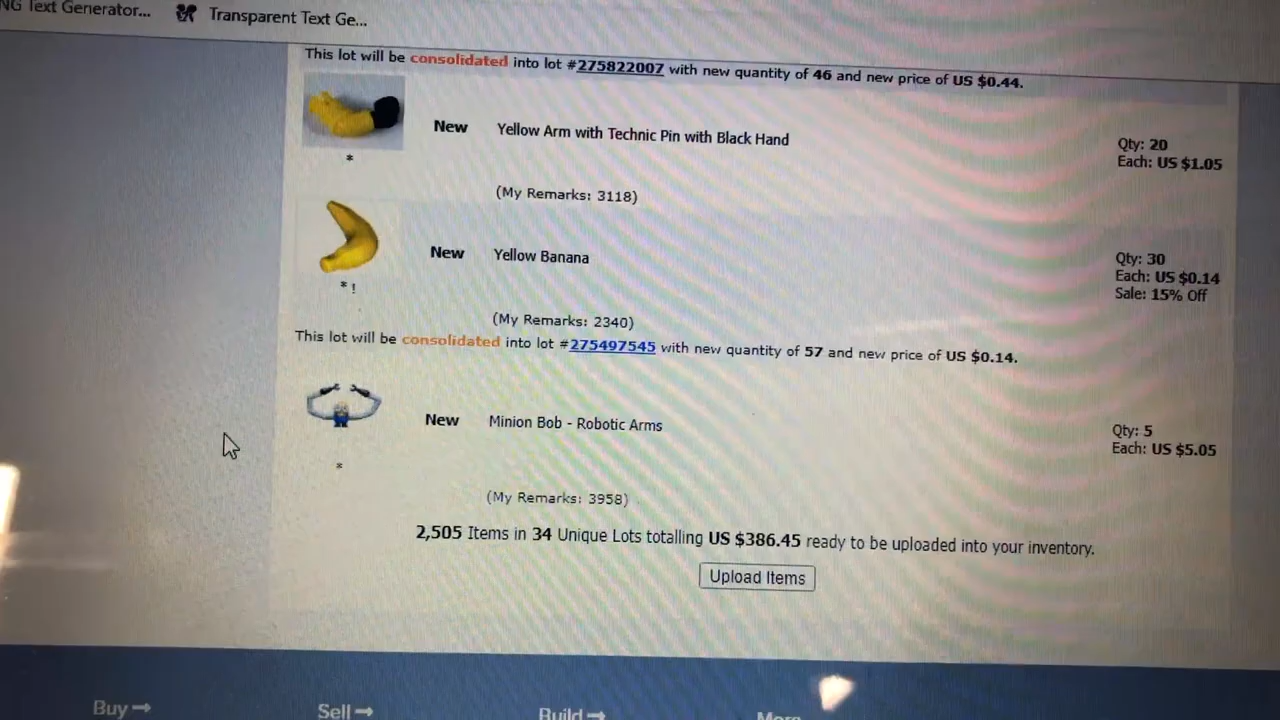 NG Text Generator...
Transparent Text Ge...
This lot will be consolidated into lot #275822007 with new quantity of 46 and new price of US $0.44.
New Yellow Arm with Technic Pin with Black Hand
Qty: 20
Each: US $1.05
*
(My Remarks: 3118)
New Yellow Banana
Qty: 30
Each: US $0.14
Sale: 15% Off
* !
(My Remarks: 2340)
This lot will be consolidated into lot #275497545 with new quantity of 57 and new price of US $0.14.
New Minion Bob - Robotic Arms
Qty: 5
Each: US $5.05
*
(My Remarks: 3958)
2,505 Items in 34 Unique Lots totalling US $386.45 ready to be uploaded into your inventory.
Upload Items
Buy→ Sell→ Build→ More